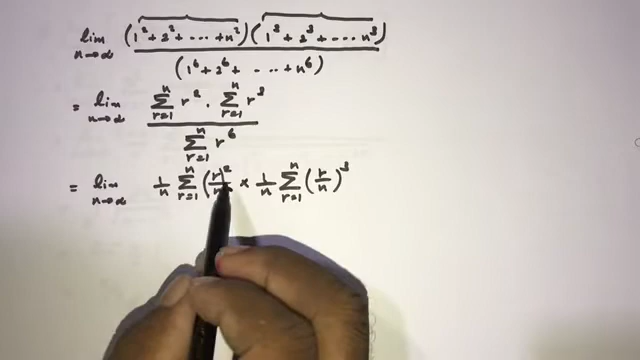 lim n→∞ (1² + 2² + ····· + n²)(1³ + 2³ + ····· n³) / (1⁶ + 2⁶ + ····· + n⁶)
= lim n→∞ ∑ r=1 n r² · ∑ r=1 n r³ / ∑ r=1 n r⁶
= lim n→∞ 1/n ∑ r=1 n (r/n)² × 1/n ∑ r=1 n (r/n)³